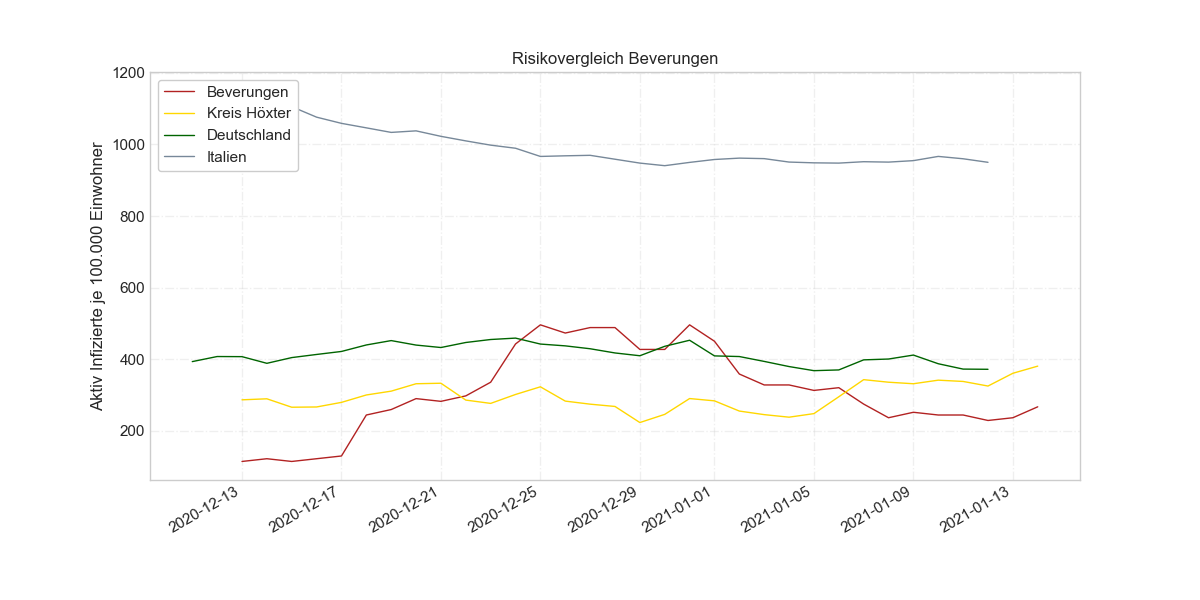 Risikovergleich Beverungen
Aktiv Infizierte je 100.000 Einwohner
1200
1000
800
600
400
200
Beverungen
Kreis Höxter
Deutschland
Italien
2020-12-13
2020-12-17
2020-12-21
2020-12-25
2020-12-29
2021-01-01
2021-01-05
2021-01-09
2021-01-13